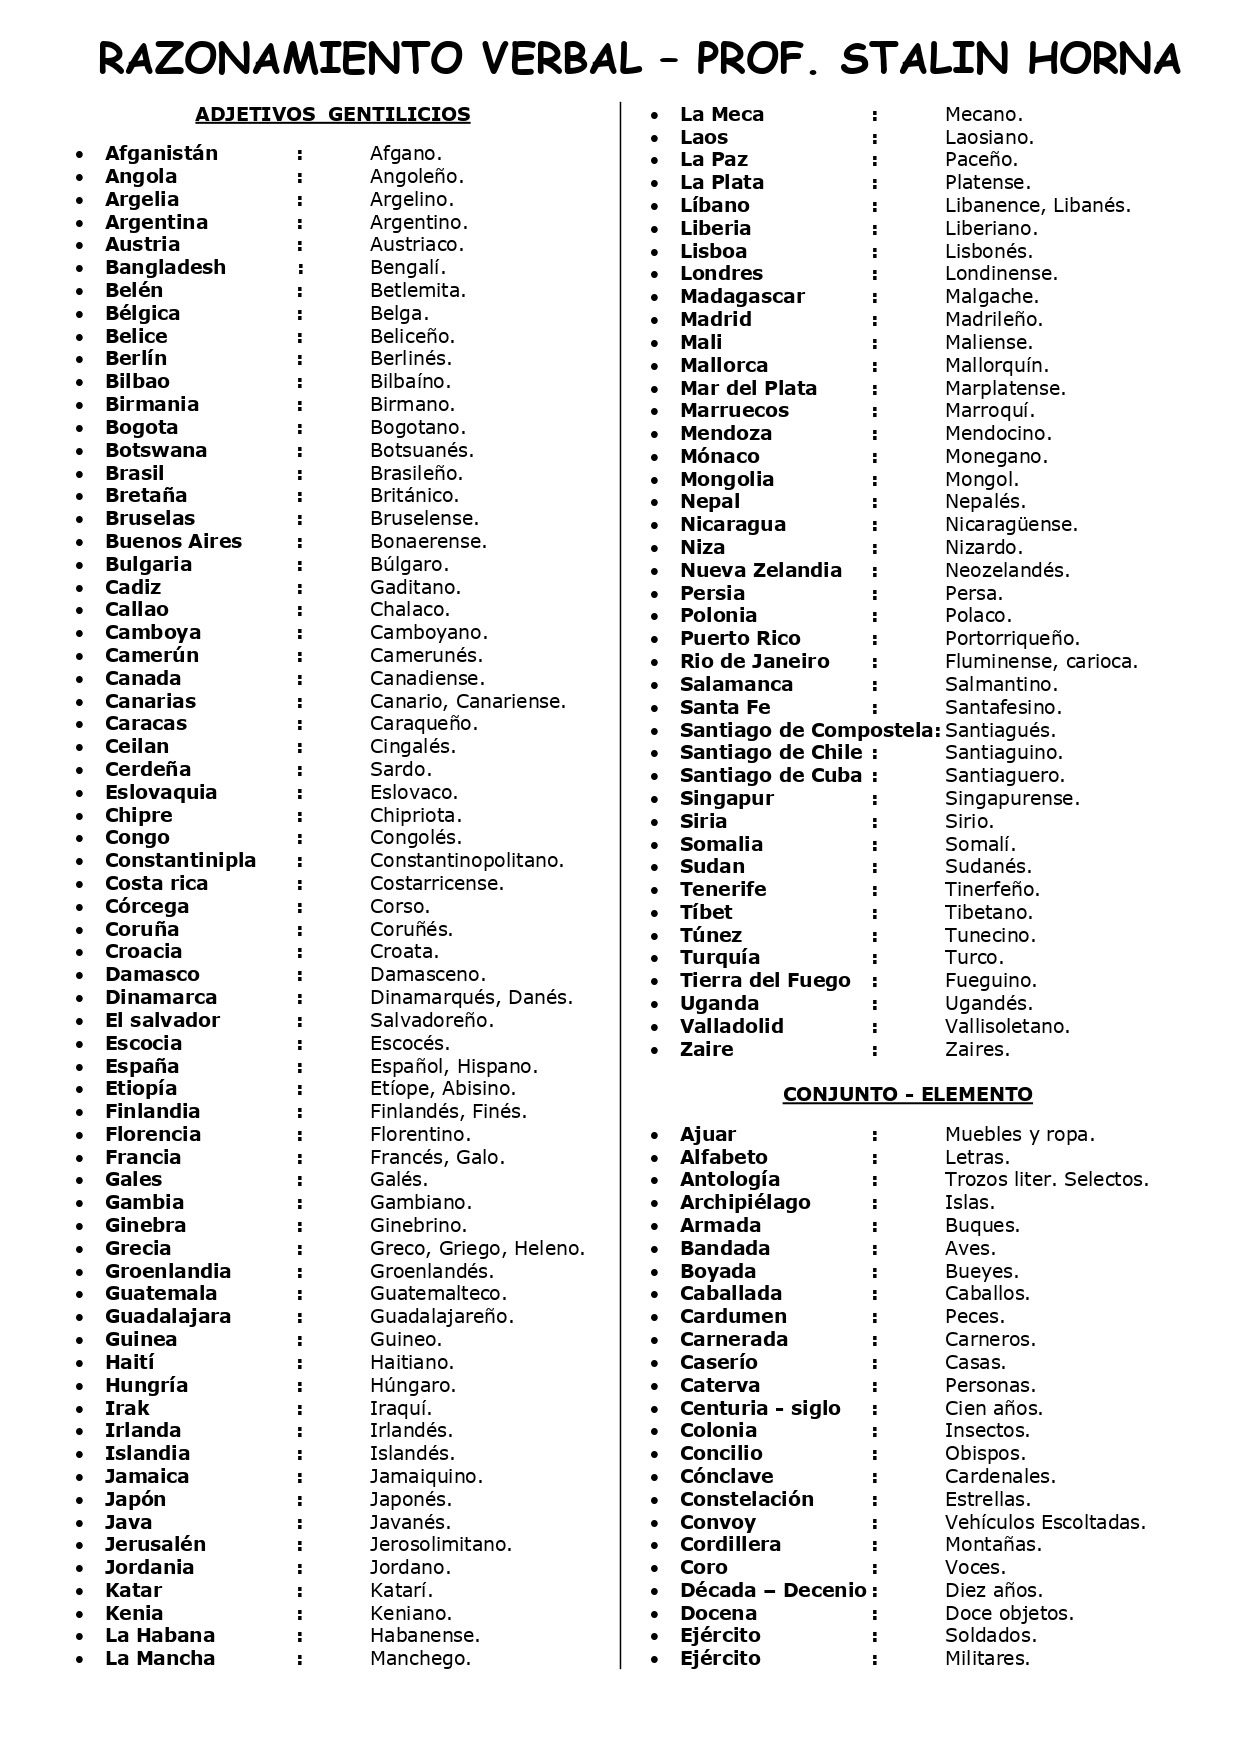 RAZONAMIENTO VERBAL – PROF. STALIN HORNA
ADJETIVOS GENTILICIOS
• Afganistán : Afgano.
• Angola : Angoleño.
• Argelia : Argelino.
• Argentina : Argentino.
• Austria : Austriaco.
• Bangladesh : Bengalí.
• Belén : Betlemita.
• Bélgica : Belga.
• Belice : Beliceño.
• Berlín : Berlinés.
• Bilbao : Bilbaíno.
• Birmania : Birmano.
• Bogota : Bogotano.
• Botswana : Botsuanés.
• Brasil : Brasileño.
• Bretaña : Británico.
• Bruselas : Bruselense.
• Buenos Aires : Bonaerense.
• Bulgaria : Búlgaro.
• Cadiz : Gaditano.
• Callao : Chalaco.
• Camboya : Camboyano.
• Camerún : Camerunés.
• Canada : Canadiense.
• Canarias : Canario, Canariense.
• Caracas : Caraqueño.
• Ceilan : Cingalés.
• Cerdeña : Sardo.
• Eslovaquia : Eslovaco.
• Chipre : Chipriota.
• Congo : Congolés.
• Constantinipla : Constantinopolitano.
• Costa rica : Costarricense.
• Córcega : Corso.
• Coruña : Coruñés.
• Croacia : Croata.
• Damasco : Damasceno.
• Dinamarca : Dinamarqués, Danés.
• El salvador : Salvadoreño.
• Escocia : Escocés.
• España : Español, Hispano.
• Etiopía : Etíope, Abisino.
• Finlandia : Finlandés, Finés.
• Florencia : Florentino.
• Francia : Francés, Galo.
• Gales : Galés.
• Gambia : Gambiano.
• Ginebra : Ginebrino.
• Grecia : Greco, Griego, Heleno.
• Groenlandia : Groenlandés.
• Guatemala : Guatemalteco.
• Guadalajara : Guadalajareño.
• Guinea : Guineo.
• Haití : Haitiano.
• Hungría : Húngaro.
• Irak : Iraquí.
• Irlanda : Irlandés.
• Islandia : Islandés.
• Jamaica : Jamaiquino.
• Japón : Japonés.
• Java : Javanés.
• Jerusalén : Jerosolimitano.
• Jordania : Jordano.
• Katar : Katarí.
• Kenia : Keniano.
• La Habana : Habanense.
• La Mancha : Manchego.
• La Meca : Mecano.
• Laos : Laosiano.
• La Paz : Paceño.
• La Plata : Platense.
• Líbano : Libanence, Libanés.
• Liberia : Liberiano.
• Lisboa : Lisbonés.
• Londres : Londinense.
• Madagascar : Malgache.
• Madrid : Madrileño.
• Mali : Maliense.
• Mallorca : Mallorquín.
• Mar del Plata : Marplatense.
• Marruecos : Marroquí.
• Mendoza : Mendocino.
• Mónaco : Monegano.
• Mongolia : Mongol.
• Nepal : Nepalés.
• Nicaragua : Nicaragüense.
• Niza : Nizardo.
• Nueva Zelandia : Neozelandés.
• Persia : Persa.
• Polonia : Polaco.
• Puerto Rico : Portorriqueño.
• Rio de Janeiro : Fluminense, carioca.
• Salamanca : Salmantino.
• Santa Fe : Santafesino.
• Santiago de Compostela: Santiagués.
• Santiago de Chile : Santiaguino.
• Santiago de Cuba : Santiaguero.
• Singapur : Singapurense.
• Siria : Sirio.
• Somalia : Somalí.
• Sudan : Sudanés.
• Tenerife : Tinerfeño.
• Tíbet : Tibetano.
• Túnez : Tunecino.
• Turquía : Turco.
• Tierra del Fuego : Fueguino.
• Uganda : Ugandés.
• Valladolid : Vallisoletano.
• Zaire : Zaires.
CONJUNTO - ELEMENTO
• Ajuar : Muebles y ropa.
• Alfabeto : Letras.
• Antología : Trozos liter. Selectos.
• Archipiélago : Islas.
• Armada : Buques.
• Bandada : Aves.
• Boyada : Bueyes.
• Caballada : Caballos.
• Cardumen : Peces.
• Carnerada : Carneros.
• Caserío : Casas.
• Caterva : Personas.
• Centuria - siglo : Cien años.
• Colonia : Insectos.
• Concilio : Obispos.
• Cónclave : Cardenales.
• Constelación : Estrellas.
• Convoy : Vehículos Escoltadas.
• Cordillera : Montañas.
• Coro : Voces.
• Década – Decenio : Diez años.
• Docena : Doce objetos.
• Ejército : Soldados.
• Ejército : Militares.